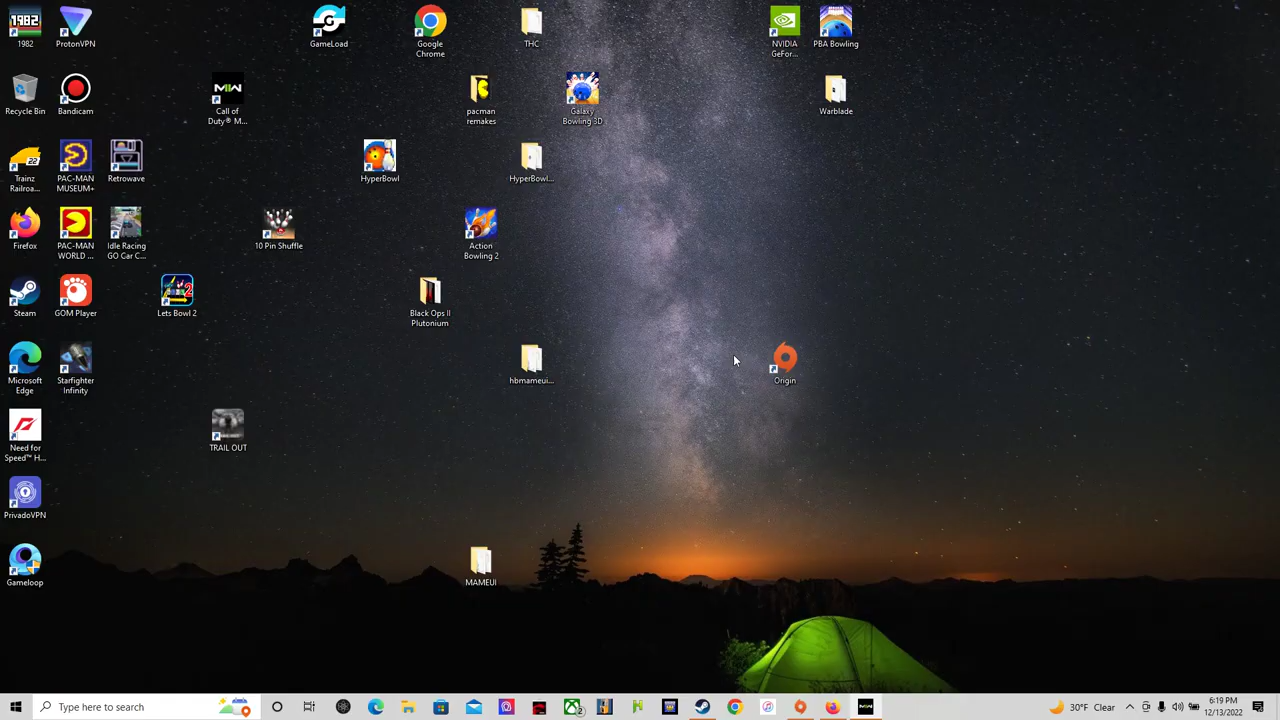 1982
ProtonVPN
GameLoad
Google
Chrome
THC
NVIDIA
GeFor...
PBA Bowling
Recycle Bin
Bandicam
Call of
Duty® M...
pacman
remakes
Galaxy
Bowling 3D
Warblade
Trainz
Railroa...
PAC-MAN
MUSEUM+
Retrowave
HyperBowl
HyperBowl...
Firefox
PAC-MAN
WORLD ...
Idle Racing
GO Car C...
10 Pin Shuffle
Action
Bowling 2
Steam
GOM Player
Lets Bowl 2
Black Ops II
Plutonium
Microsoft
Edge
Starfighter
Infinity
hbmameui...
Origin
Need for
Speed™ H...
TRAIL OUT
PrivadoVPN
Gameloop
MAMEUI
Type here to search
30°F Clear
6:19 PM
12/13/2022